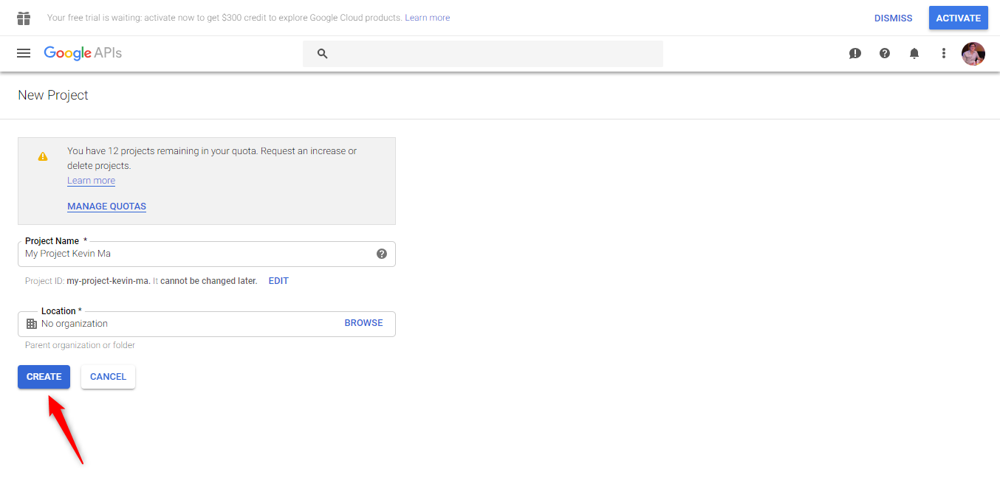 Your free trial is waiting: activate now to get $300 credit to explore Google Cloud products. Learn more
DISMISS
ACTIVATE
Google APIs
New Project
You have 12 projects remaining in your quota. Request an increase or
delete projects.
Learn more
MANAGE QUOTAS
Project Name *
My Project Kevin Ma
Project ID: my-project-kevin-ma. It cannot be changed later. EDIT
Location *
No organization
BROWSE
Parent organization or folder
CREATE
CANCEL